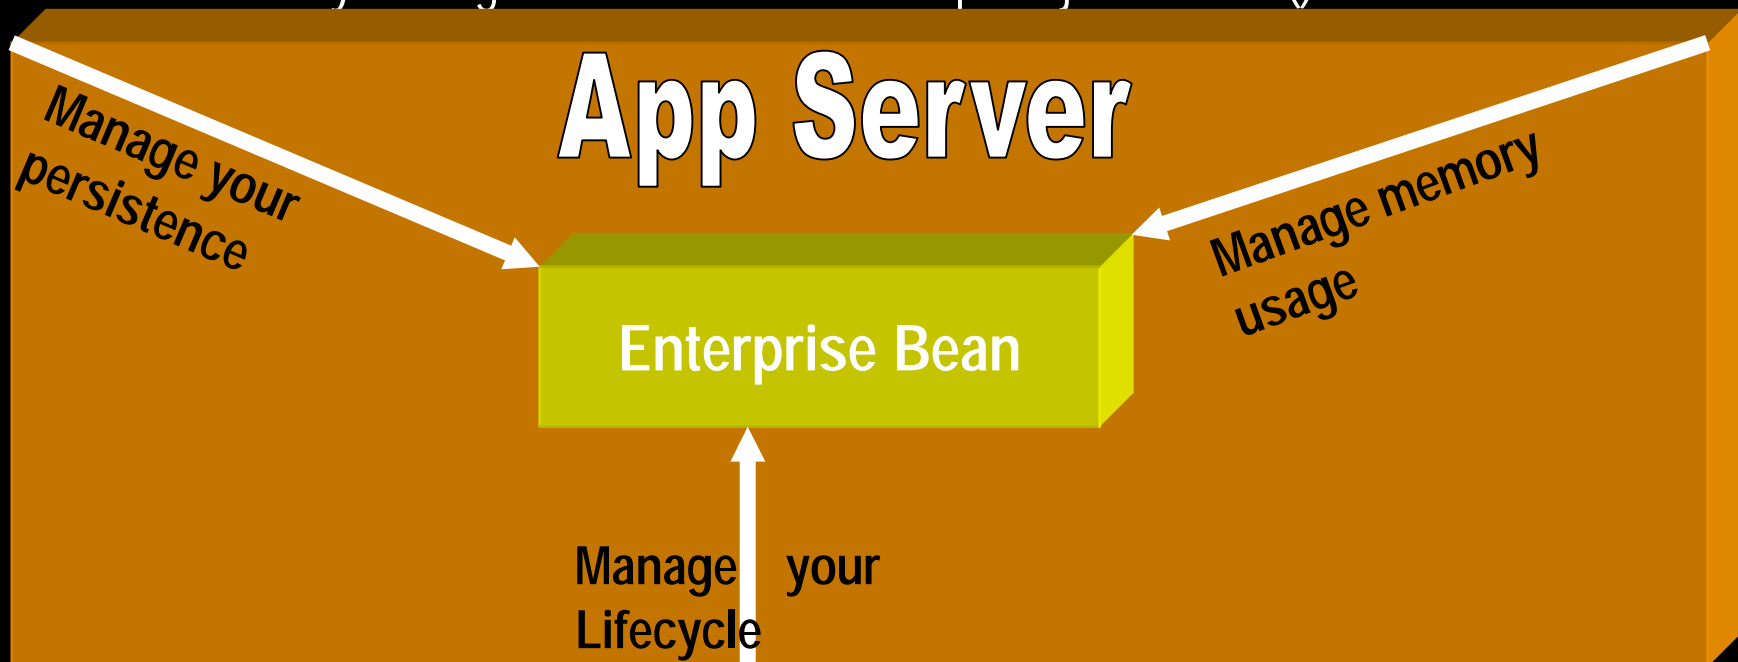 App Server
Manage your
persistence
Manage memory
usage
Enterprise Bean
Manage your
Lifecycle